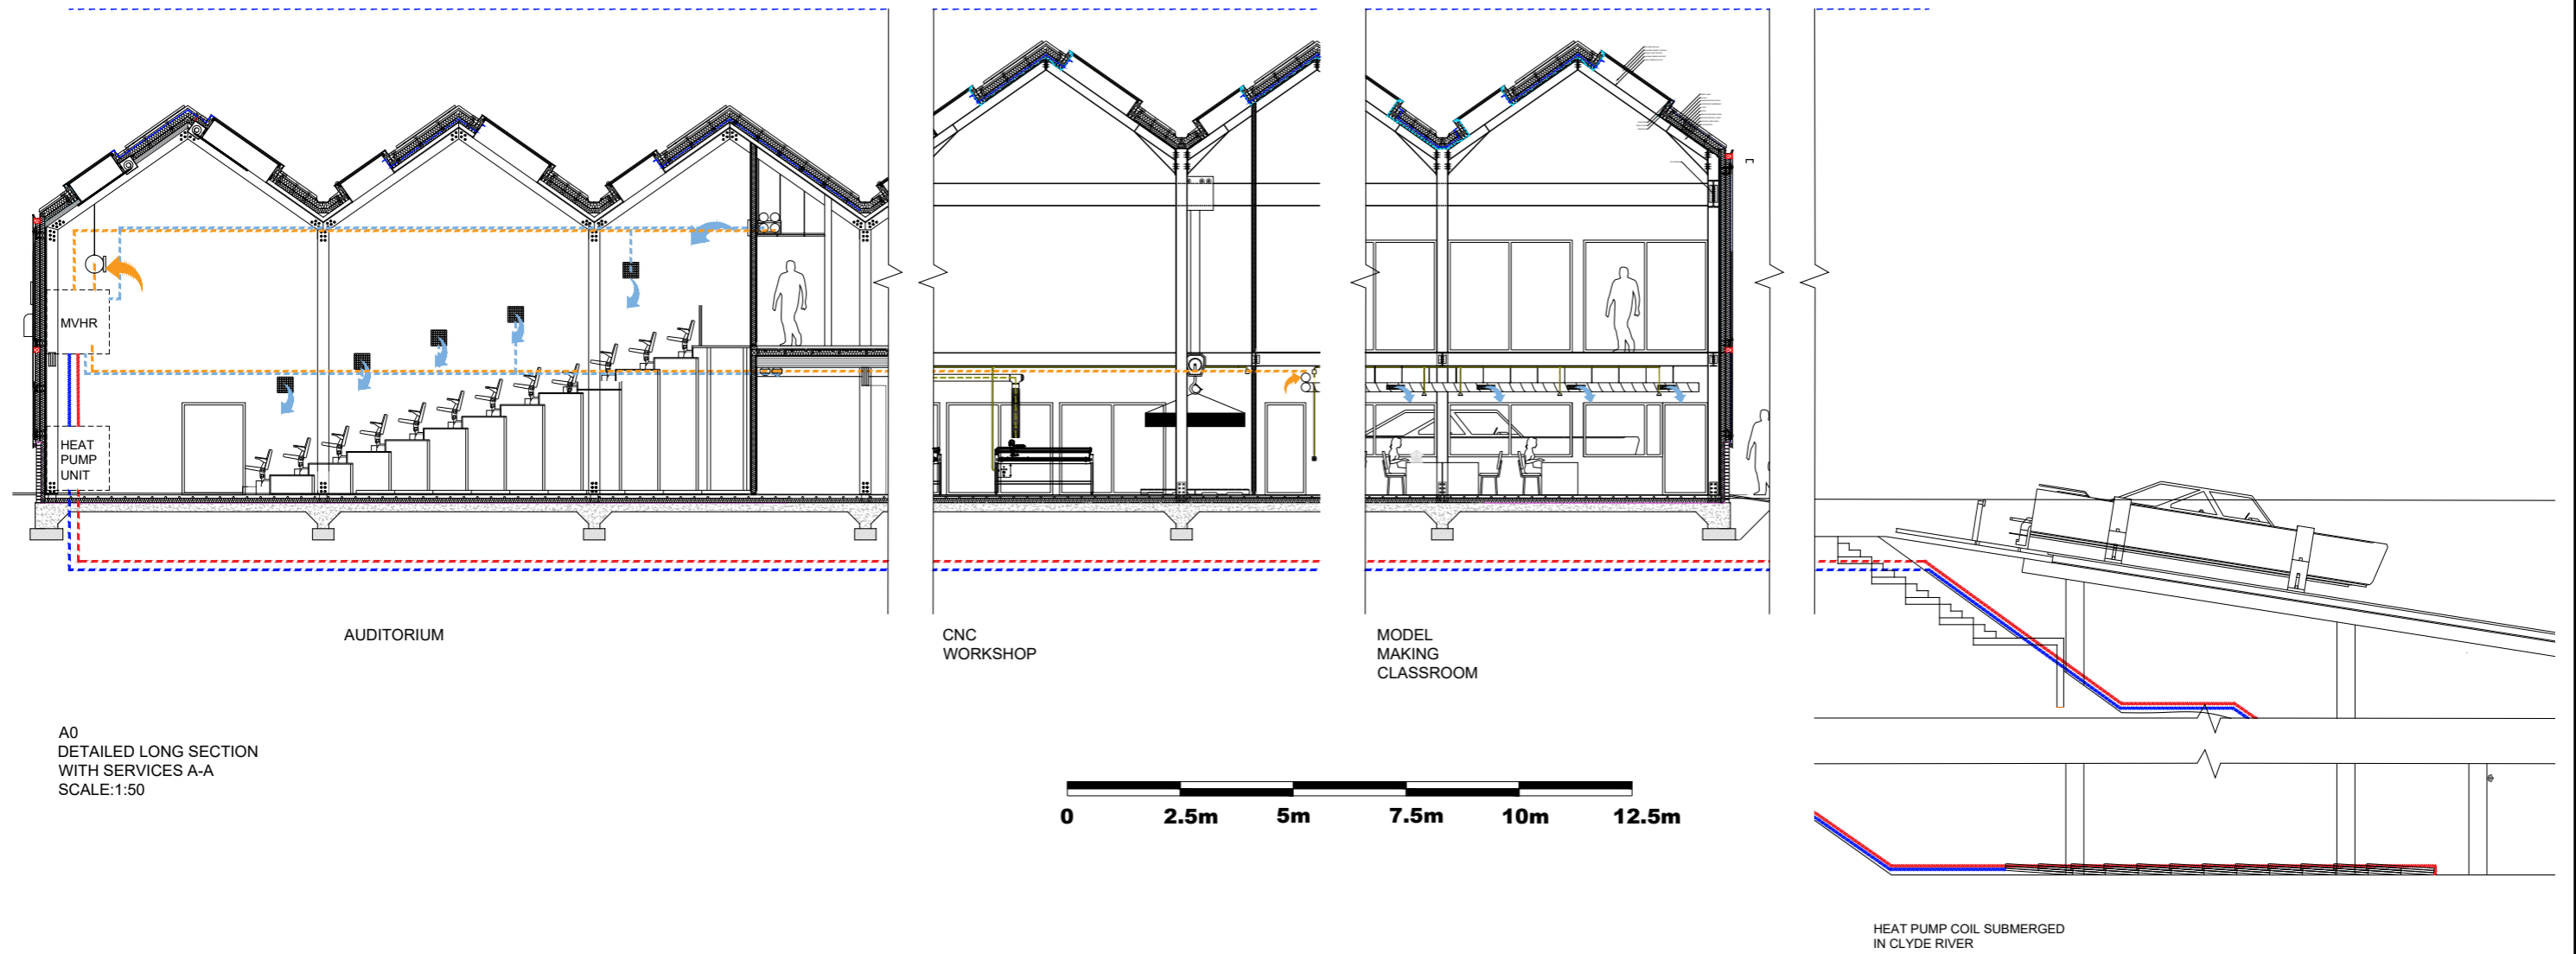 MVHR
HEAT
PUMP
UNIT
AUDITORIUM
CNC
WORKSHOP
MODEL
MAKING
CLASSROOM
A0
DETAILED LONG SECTION
WITH SERVICES A-A
SCALE:1:50
0 2.5m 5m 7.5m 10m 12.5m
HEAT PUMP COIL SUBMERGED
IN CLYDE RIVER